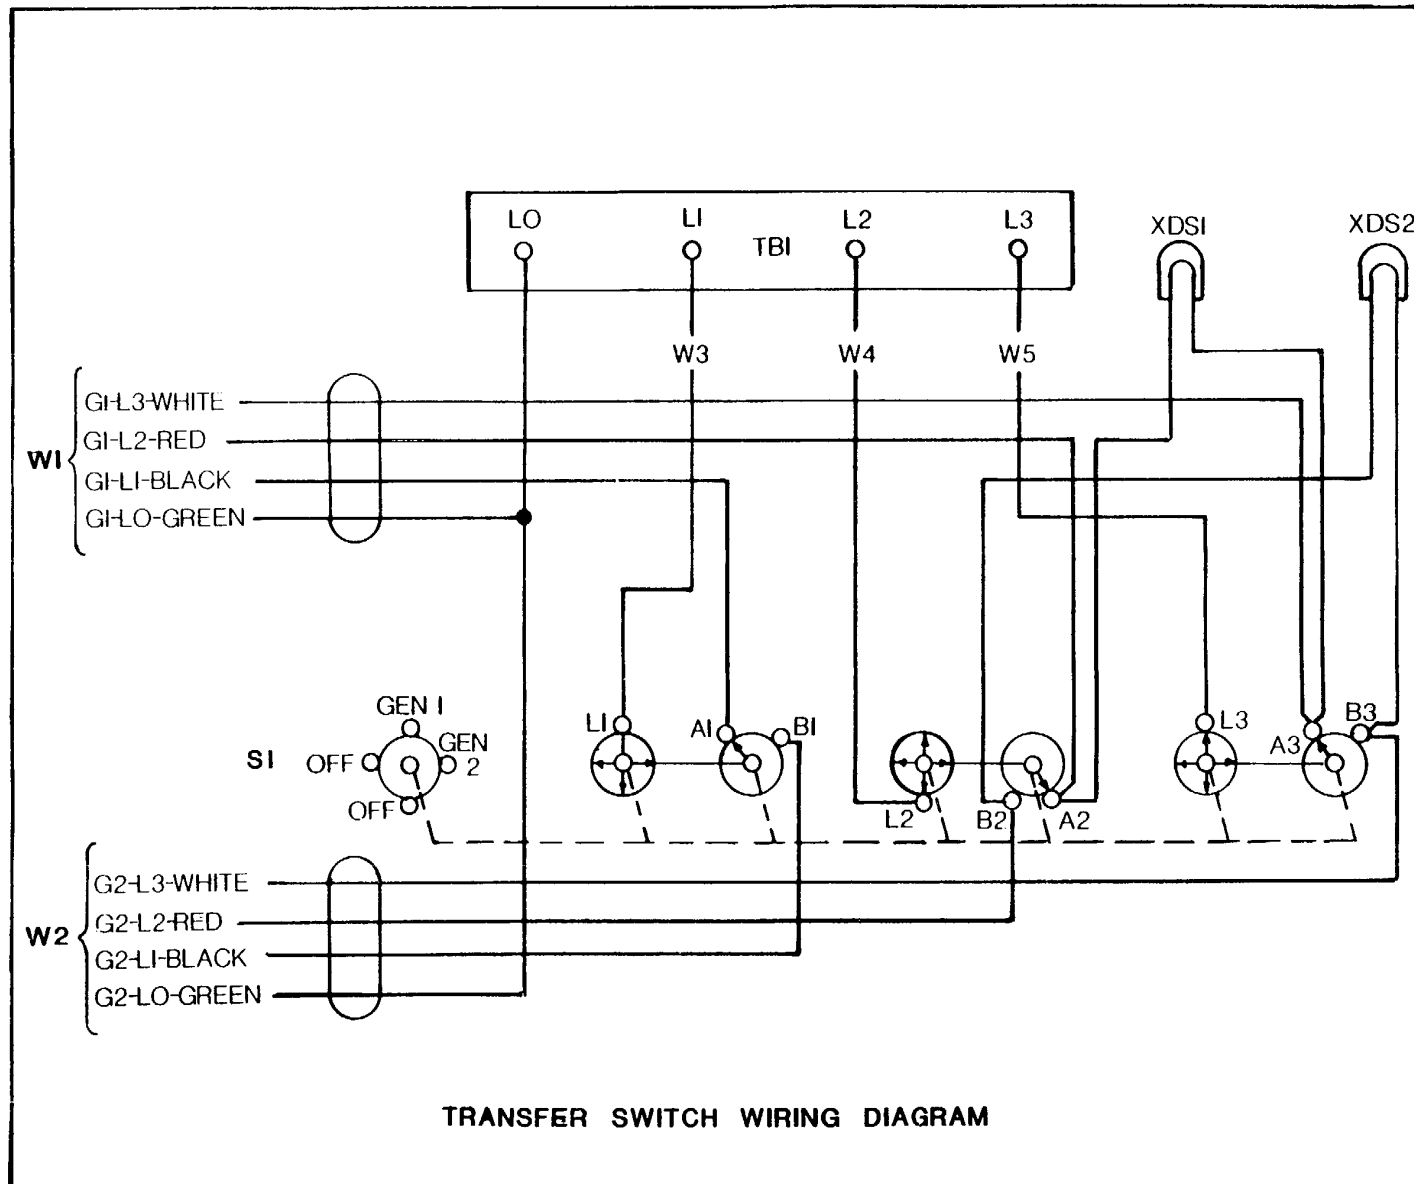 LO
LI
TBI
L2
L3
XDSI
XDS2
W3
W4
W5
WI
GI-L3-WHITE
GI-L2-RED
GI-LI-BLACK
GI-LO-GREEN
SI
GEN I
OFF
GEN
2
OFF
LI
AI
BI
L2
B2
A2
L3
A3
B3
W2
G2-L3-WHITE
G2-L2-RED
G2-LI-BLACK
G2-LO-GREEN
TRANSFER SWITCH WIRING DIAGRAM